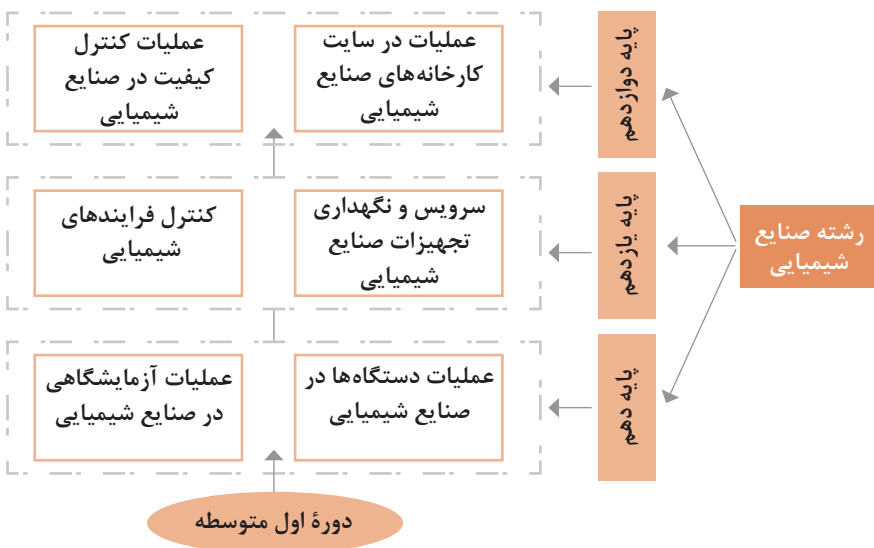 رشته صنایع
شیمیایی
پایه دوازدهم
عملیات در سایت
کارخانه‌های صنایع
شیمیایی
عملیات کنترل
کیفیت در صنایع
شیمیایی
پایه یازدهم
سرویس و نگهداری
تجهیزات صنایع
شیمیایی
کنترل فرایندهای
شیمیایی
پایه دهم
عملیات دستگاه‌ها در
صنایع شیمیایی
عملیات آزمایشگاهی
در صنایع شیمیایی
دورهٔ اول متوسطه